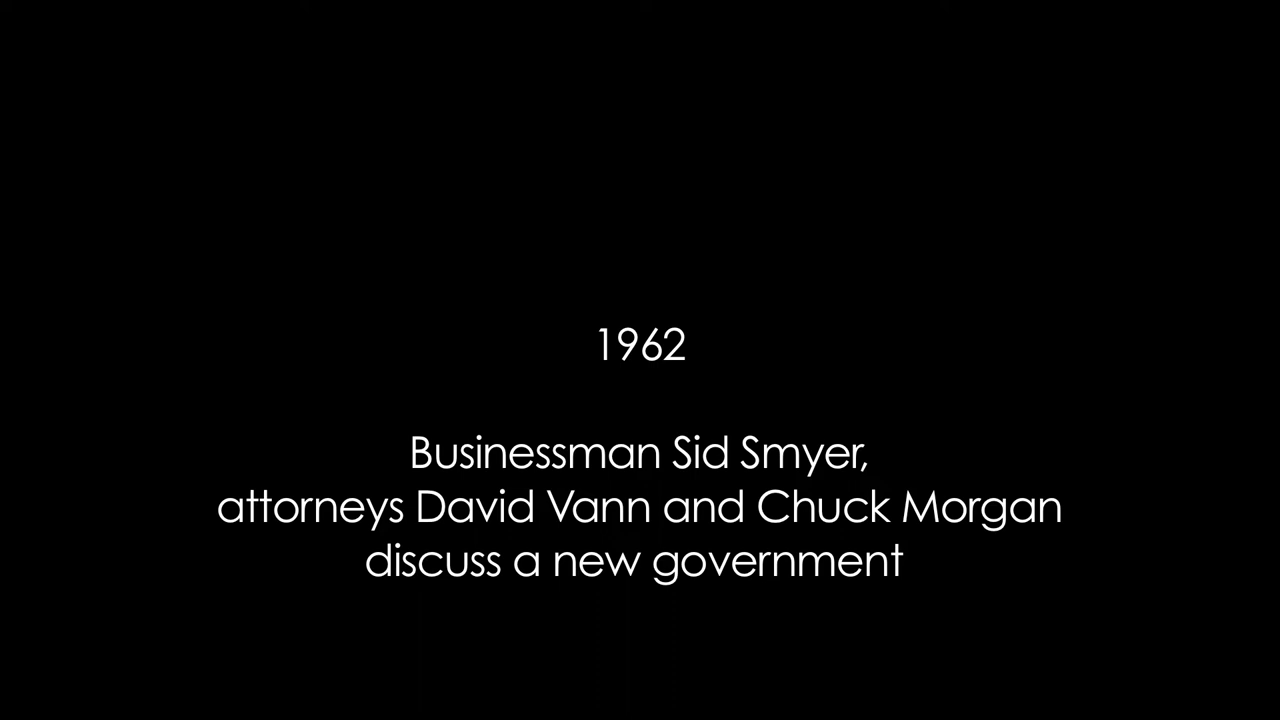 1962
Businessman Sid Smyer,
attorneys David Vann and Chuck Morgan
discuss a new government